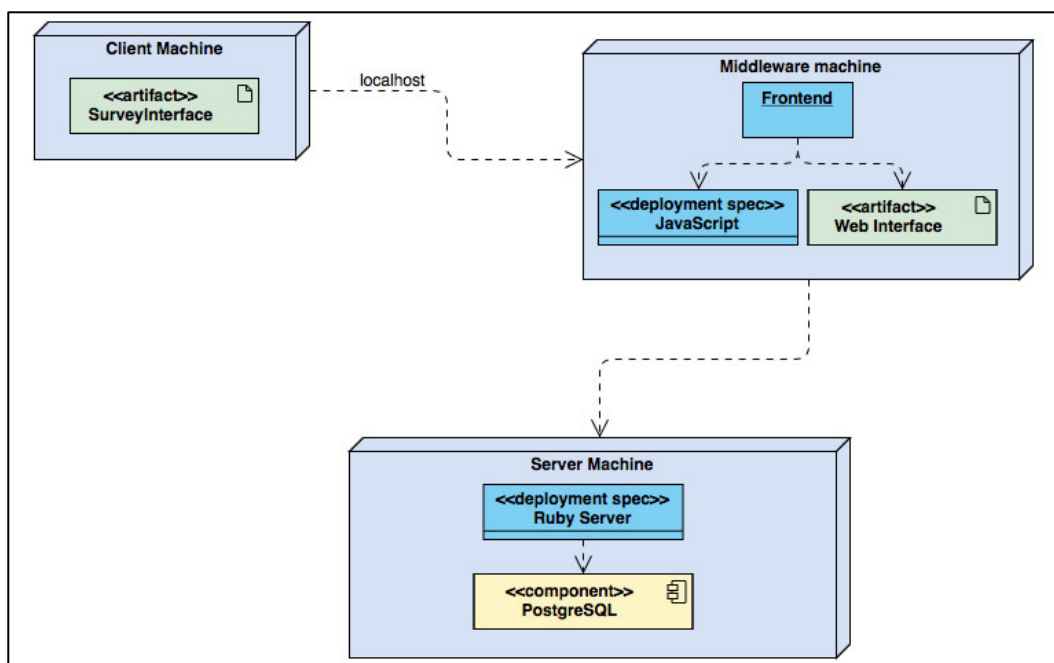 Client Machine
<<artifact>>
SurveyInterface
localhost
Middleware machine
Frontend
<<deployment spec>>
JavaScript
<<artifact>>
Web Interface
Server Machine
<<deployment spec>>
Ruby Server
<<component>>
PostgreSQL